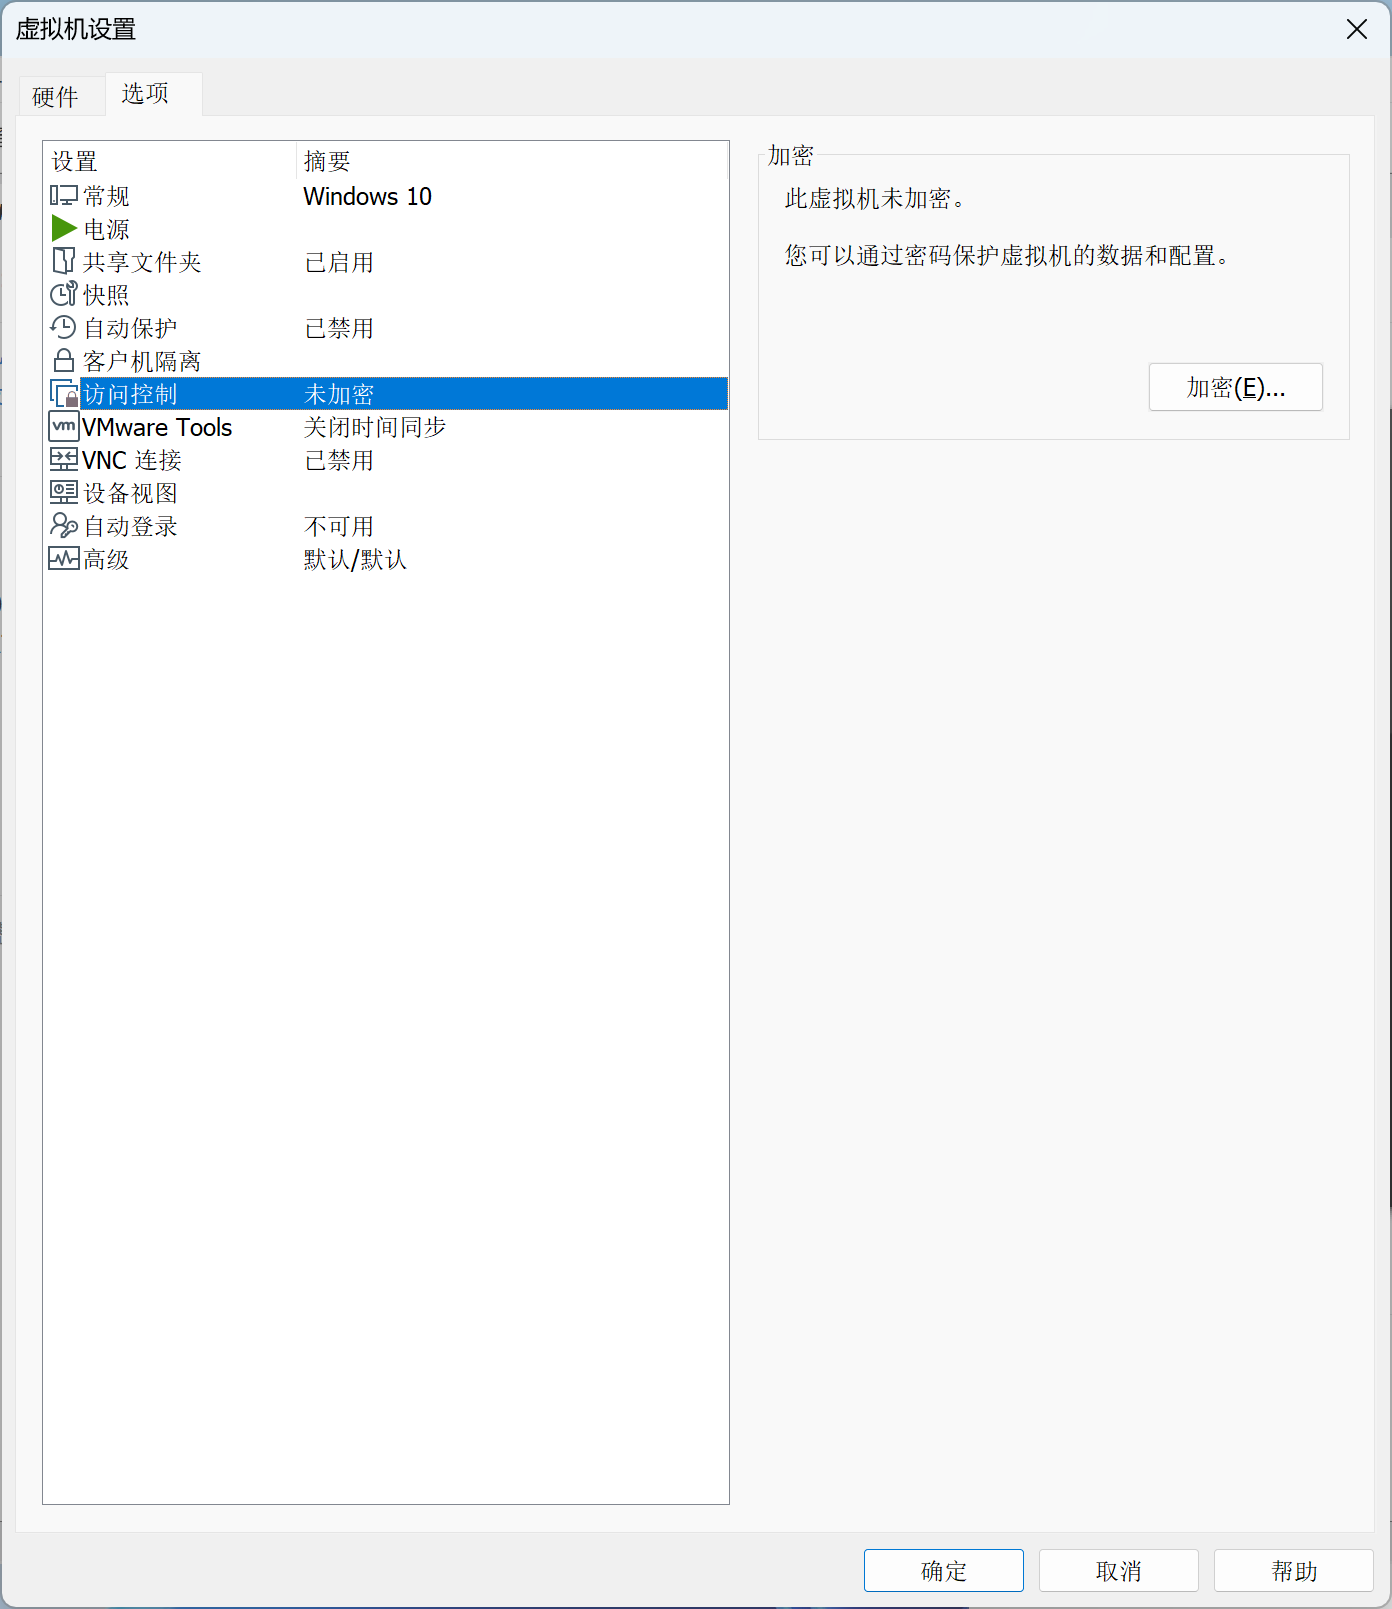 虚拟机设置
硬件 选项
设置 摘要
常规 Windows 10
电源
共享文件夹 已启用
快照
自动保护 已禁用
客户机隔离
访问控制 未加密
vm VMware Tools 关闭时间同步
VNC 连接 已禁用
设备视图
自动登录 不可用
高级 默认/默认
加密
此虚拟机未加密。
您可以通过密码保护虚拟机的数据和配置。
加密(E)...
确定 取消 帮助